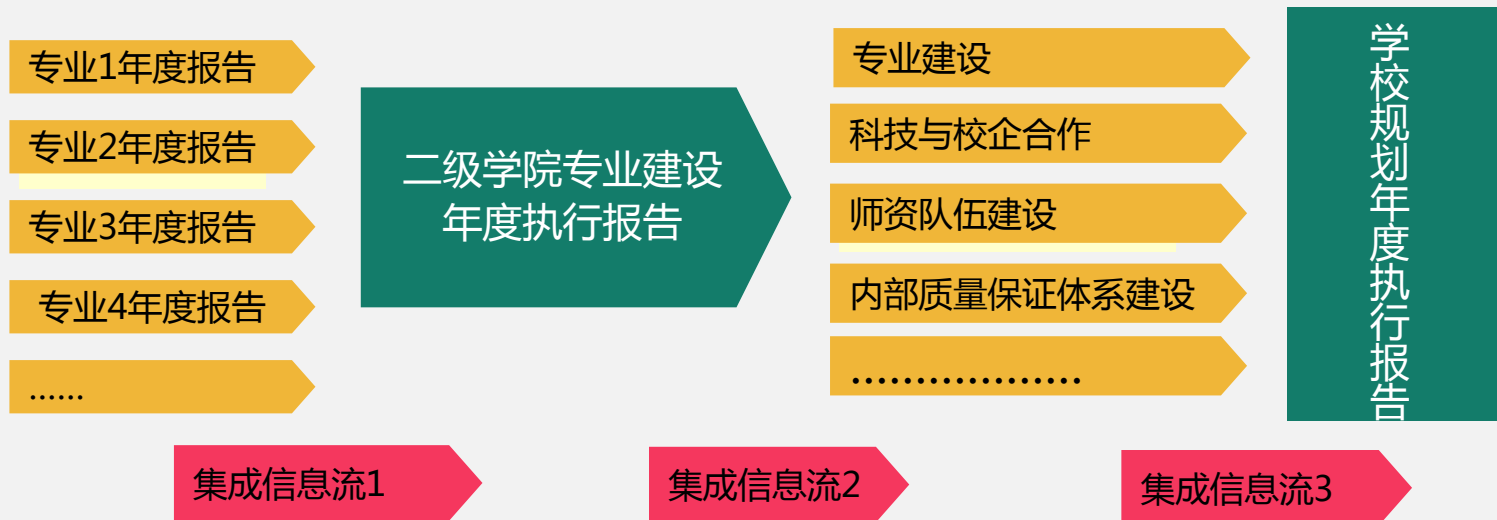 专业1年度报告
专业2年度报告
专业3年度报告
专业4年度报告
......
二级学院专业建设
年度执行报告
专业建设
科技与校企合作
师资队伍建设
内部质量保证体系建设
..................
学校规划年度执行报告
集成信息流1
集成信息流2
集成信息流3